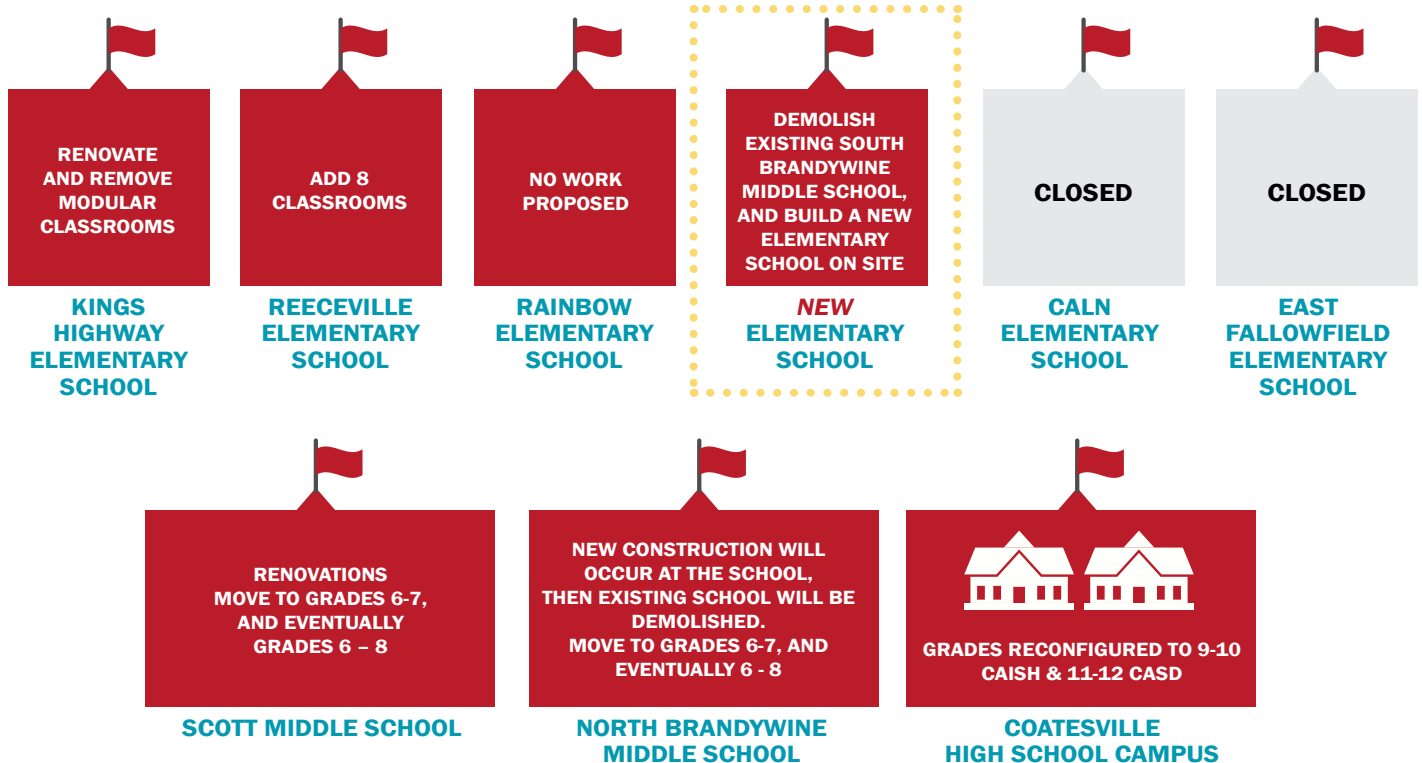 RENOVATE
AND REMOVE
MODULAR
CLASSROOMS
KINGS
HIGHWAY
ELEMENTARY
SCHOOL
ADD 8
CLASSROOMS
REECEVILLE
ELEMENTARY
SCHOOL
NO WORK
PROPOSED
RAINBOW
ELEMENTARY
SCHOOL
DEMOLISH
EXISTING SOUTH
BRANDYWINE
MIDDLE SCHOOL,
AND BUILD A NEW
ELEMENTARY
SCHOOL ON SITE
NEW
ELEMENTARY
SCHOOL
CLOSED
CALN
ELEMENTARY
SCHOOL
CLOSED
EAST
FALLOWFIELD
ELEMENTARY
SCHOOL
RENOVATIONS
MOVE TO GRADES 6-7,
AND EVENTUALLY
GRADES 6 – 8
SCOTT MIDDLE SCHOOL
NEW CONSTRUCTION WILL
OCCUR AT THE SCHOOL,
THEN EXISTING SCHOOL WILL BE
DEMOLISHED.
MOVE TO GRADES 6-7, AND
EVENTUALLY 6 - 8
NORTH BRANDYWINE
MIDDLE SCHOOL
GRADES RECONFIGURED TO 9-10
CAISH & 11-12 CASD
COATESVILLE
HIGH SCHOOL CAMPUS